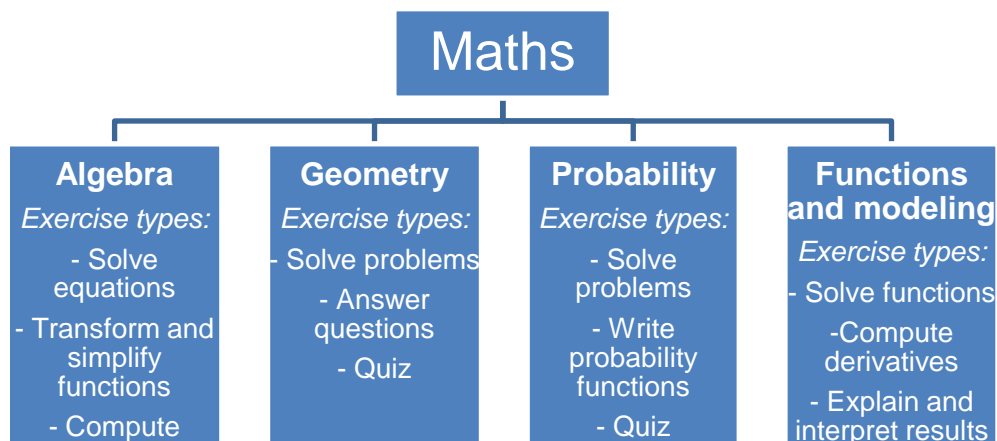 Maths
Algebra
Exercise types:
- Solve
equations
- Transform and
simplify
functions
- Compute
Geometry
Exercise types:
- Solve problems
- Answer
questions
- Quiz
Probability
Exercise types:
- Solve
problems
- Write
probability
functions
- Quiz
Functions
and modeling
Exercise types:
- Solve functions
-Compute
derivatives
- Explain and
interpret results